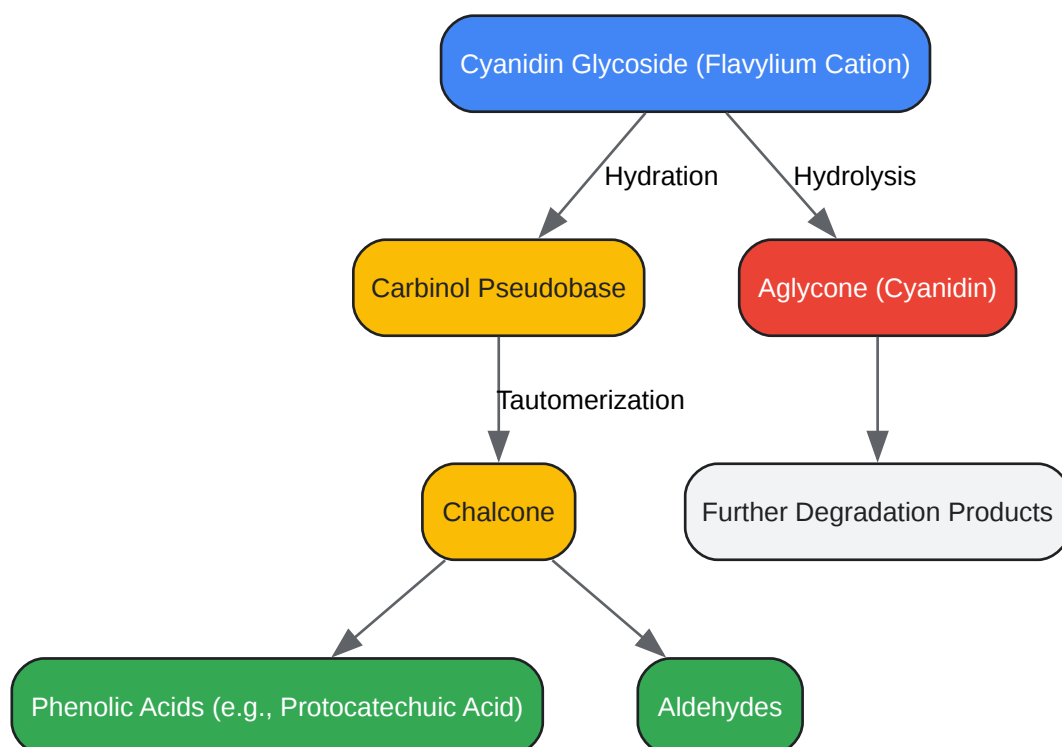 Cyanidin Glycoside (Flavylium Cation)
Hydration
Hydrolysis
Carbinol Pseudobase
Aglycone (Cyanidin)
Tautomerization
Chalcone
Further Degradation Products
Phenolic Acids (e.g., Protocatechuic Acid)
Aldehydes